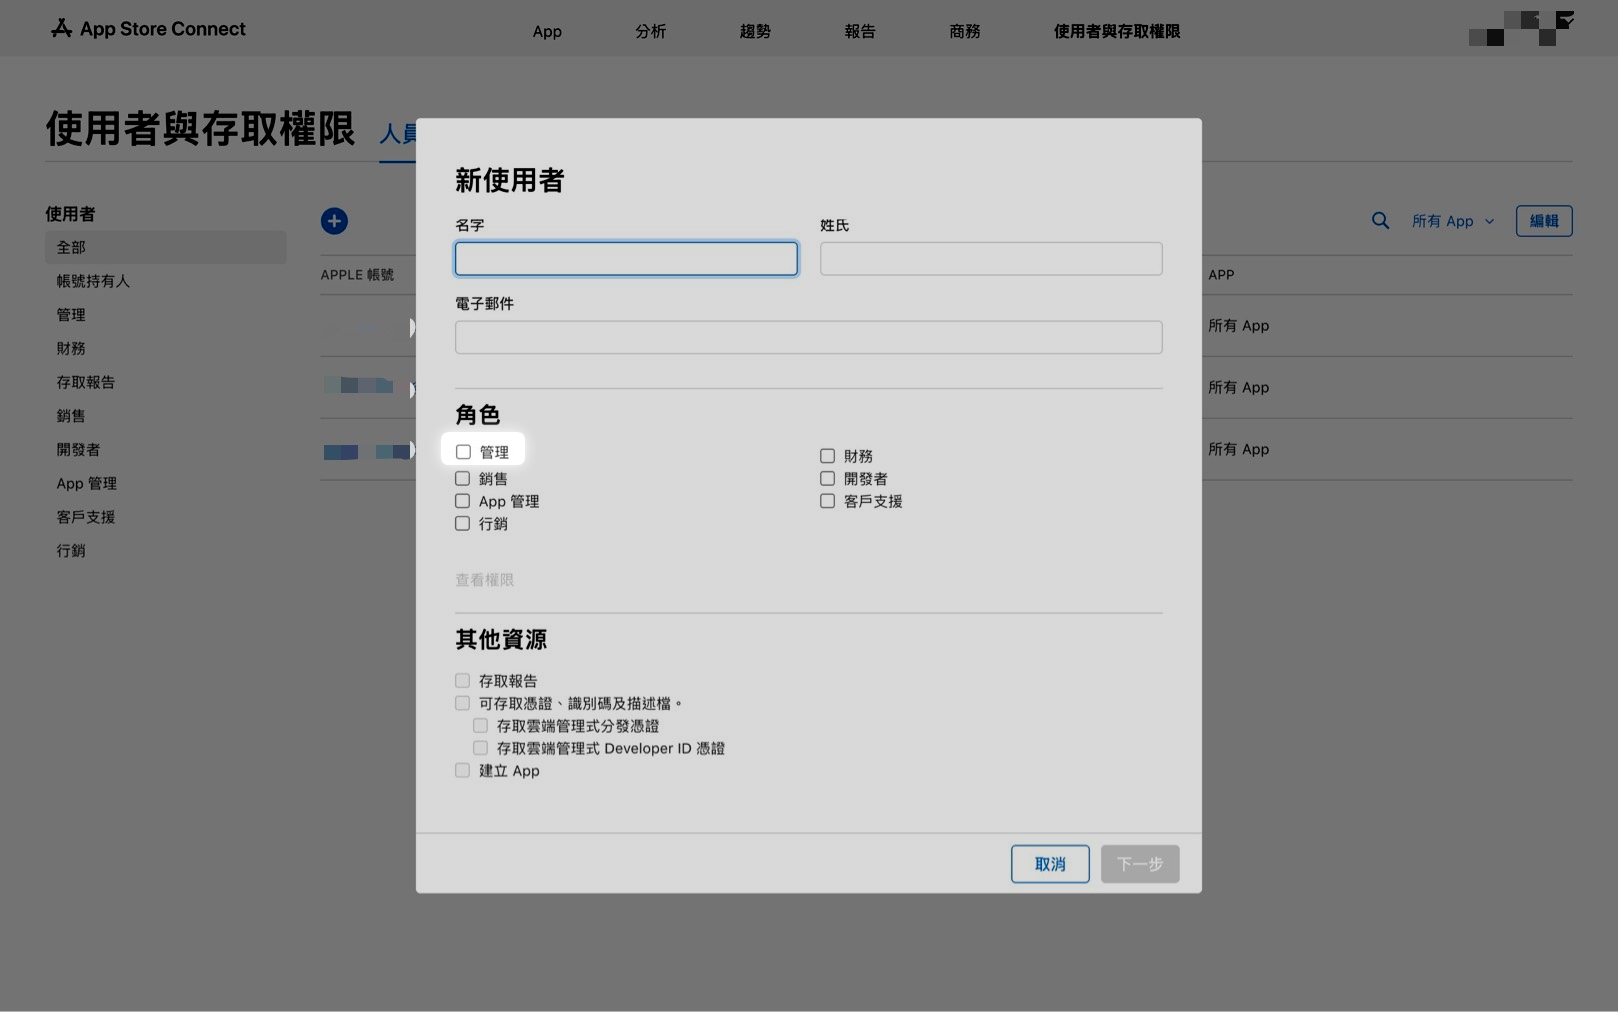 App Store Connect
App
分析
趨勢
報告
商務
使用者與存取權限
使用者與存取權限
人員
使用者
全部
帳號持有人
管理
財務
存取報告
銷售
開發者
App 管理
客戶支援
行銷
所有 App
編輯
APPLE 帳號
APP
所有 App
所有 App
所有 App
新使用者
名字
姓氏
電子郵件
角色
管理
財務
銷售
開發者
App 管理
客戶支援
行銷
查看權限
其他資源
存取報告
可存取憑證、識別碼及描述檔。
存取雲端管理式分發憑證
存取雲端管理式 Developer ID 憑證
建立 App
取消
下一步